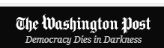 The Washington Post
Democracy Dies in Darkness